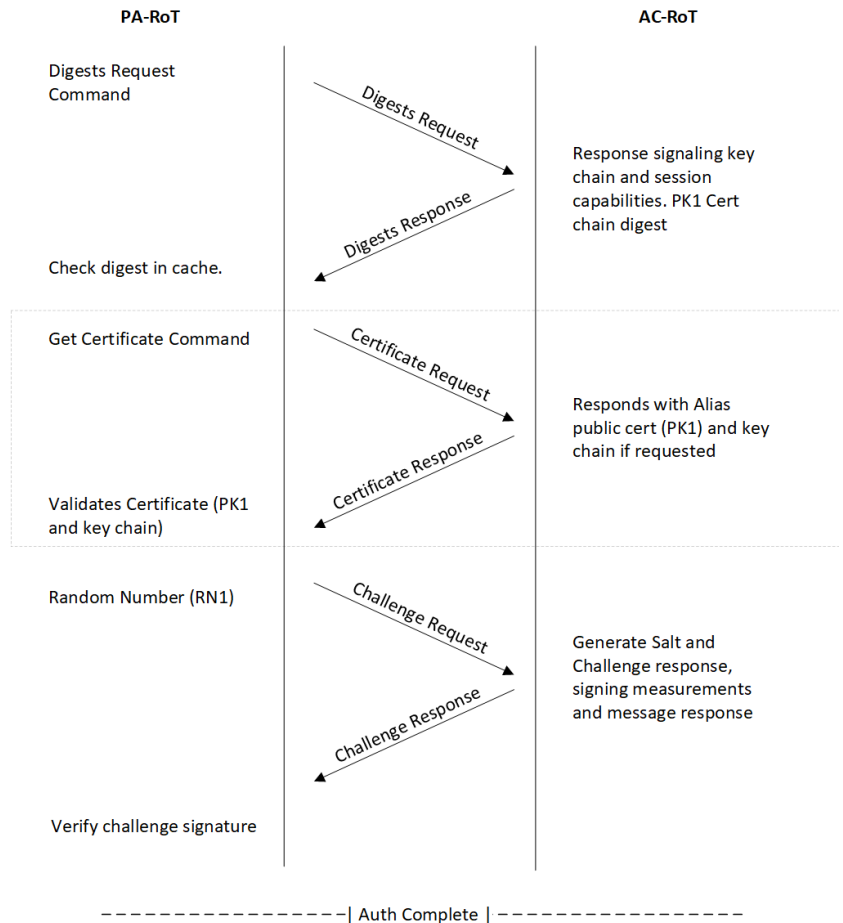 PA-RoT
AC-RoT
Digests Request
Command
Digests Request
Response signaling key
chain and session
capabilities. PK1 Cert
chain digest
Digests Response
Check digest in cache.
Get Certificate Command
Certificate Request
Responds with Alias
public cert (PK1) and key
chain if requested
Certificate Response
Validates Certificate (PK1
and key chain)
Random Number (RN1)
Challenge Request
Generate Salt and
Challenge response,
signing measurements
and message response
Challenge Response
Verify challenge signature
Auth Complete